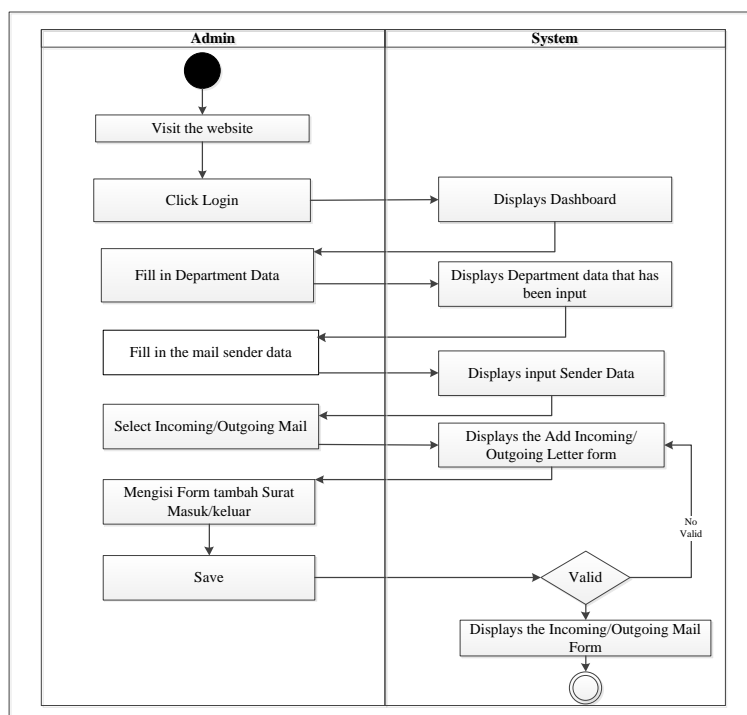 Admin
System
Visit the website
Click Login
Displays Dashboard
Fill in Department Data
Displays Department data that has
been input
Fill in the mail sender data
Displays input Sender Data
Select Incoming/Outgoing Mail
Displays the Add Incoming/
Outgoing Letter form
Mengisi Form tambah Surat
Masuk/keluar
No
Valid
Save
Valid
Displays the Incoming/Outgoing Mail
Form